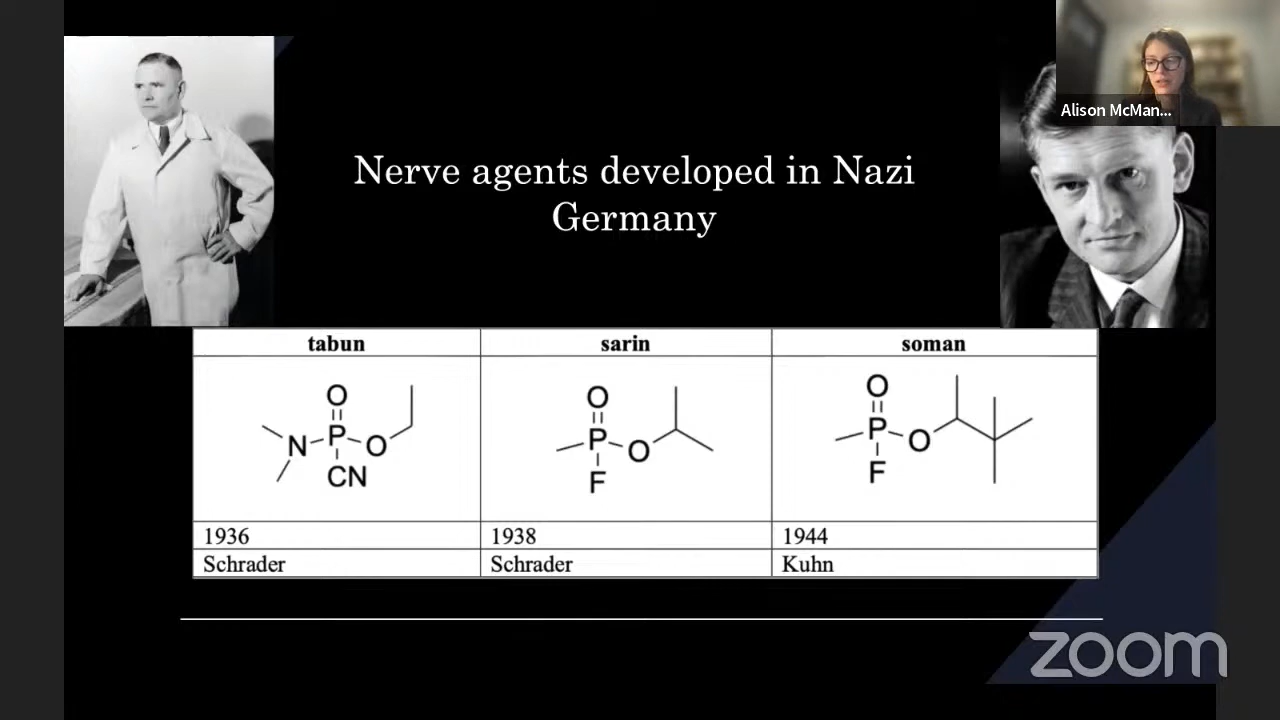 Alison McMan...
Nerve agents developed in Nazi
Germany
tabun sarin soman
O O O
N P O P O P O
CN F F
1936 1938 1944
Schrader Schrader Kuhn
zoom